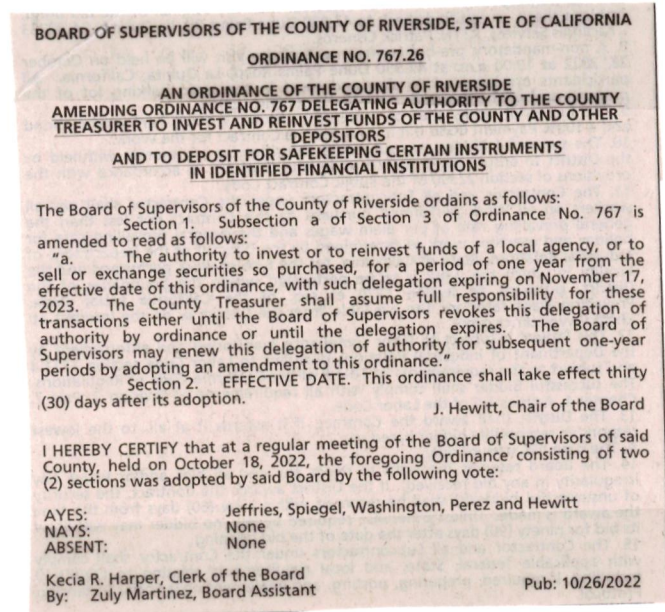 BOARD OF SUPERVISORS OF THE COUNTY OF RIVERSIDE, STATE OF CALIFORNIA
ORDINANCE NO. 767.26
AN ORDINANCE OF THE COUNTY OF RIVERSIDE
AMENDING ORDINANCE NO. 767 DELEGATING AUTHORITY TO THE COUNTY
TREASURER TO INVEST AND REINVEST FUNDS OF THE COUNTY AND OTHER
DEPOSITORS
AND TO DEPOSIT FOR SAFEKEEPING CERTAIN INSTRUMENTS
IN IDENTIFIED FINANCIAL INSTITUTIONS
The Board of Supervisors of the County of Riverside ordains as follows:
Section 1. Subsection a of Section 3 of Ordinance No. 767 is
amended to read as follows:
"a. The authority to invest or to reinvest funds of a local agency, or to
sell or exchange securities so purchased, for a period of one year from the
effective date of this ordinance, with such delegation expiring on November 17,
2023. The County Treasurer shall assume full responsibility for these
transactions either until the Board of Supervisors revokes this delegation of
authority by ordinance or until the delegation expires. The Board of
Supervisors may renew this delegation of authority for subsequent one-year
periods by adopting an amendment to this ordinance."
Section 2. EFFECTIVE DATE. This ordinance shall take effect thirty
(30) days after its adoption.
J. Hewitt, Chair of the Board
I HEREBY CERTIFY that at a regular meeting of the Board of Supervisors of said
County, held on October 18, 2022, the foregoing Ordinance consisting of two
(2) sections was adopted by said Board by the following vote:
AYES: Jeffries, Spiegel, Washington, Perez and Hewitt
NAYS: None
ABSENT: None
Kecia R. Harper, Clerk of the Board
By: Zuly Martinez, Board Assistant Pub: 10/26/2022